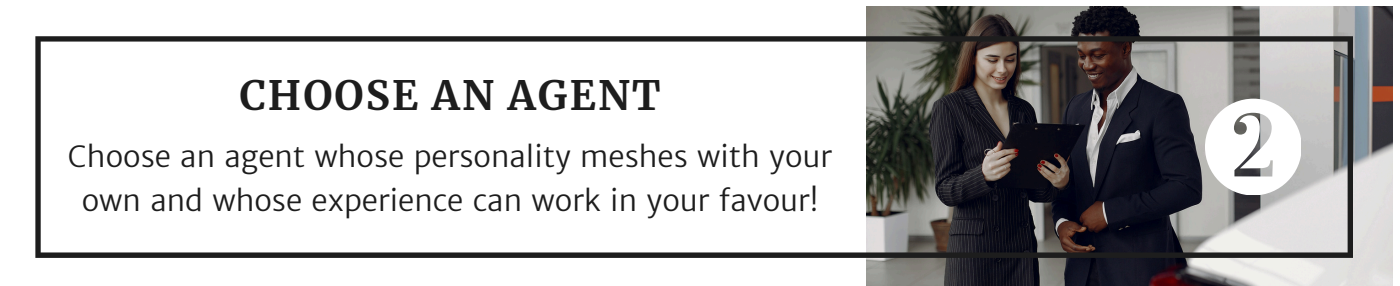 CHOOSE AN AGENT
Choose an agent whose personality meshes with your
own and whose experience can work in your favour!
2